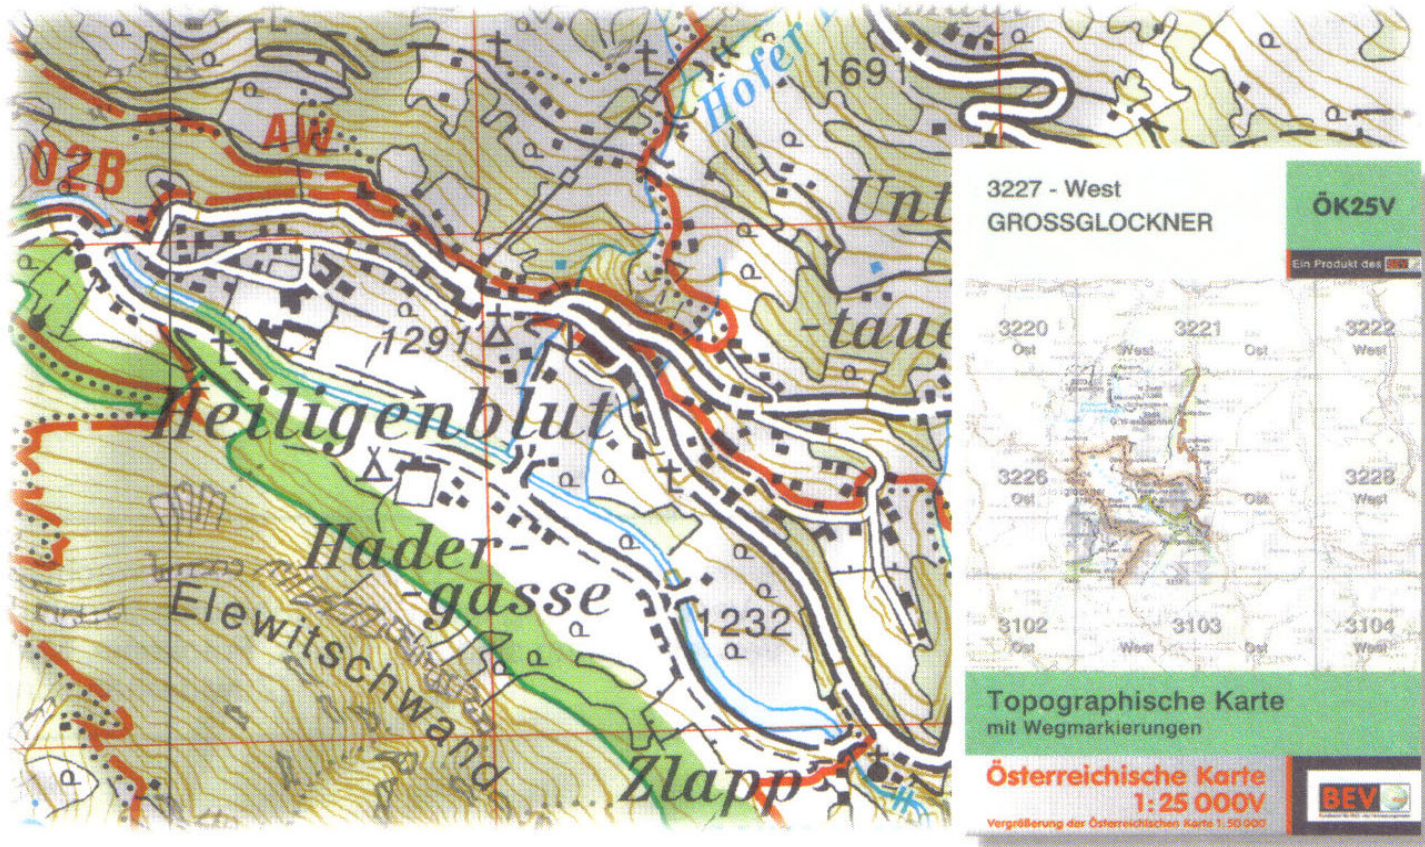 Hofer
1691
AW
02B
Unt
-taue
1291
Heiligenblut
Hader-
-gasse
1232
Elewitschwand
Zlapp
3227 - West
GROSSGLOCKNER
ÖK25V
Ein Produkt des BEV
3220
Ost
3221
West
Ost
3222
West
3226
Ost
Ost
3228
West
3102
Ost
3103
West
Ost
3104
West
Topographische Karte
mit Wegmarkierungen
Österreichische Karte
1:25 000V
Vergrößerung der Österreichischen Karte 1:50 000
BEV